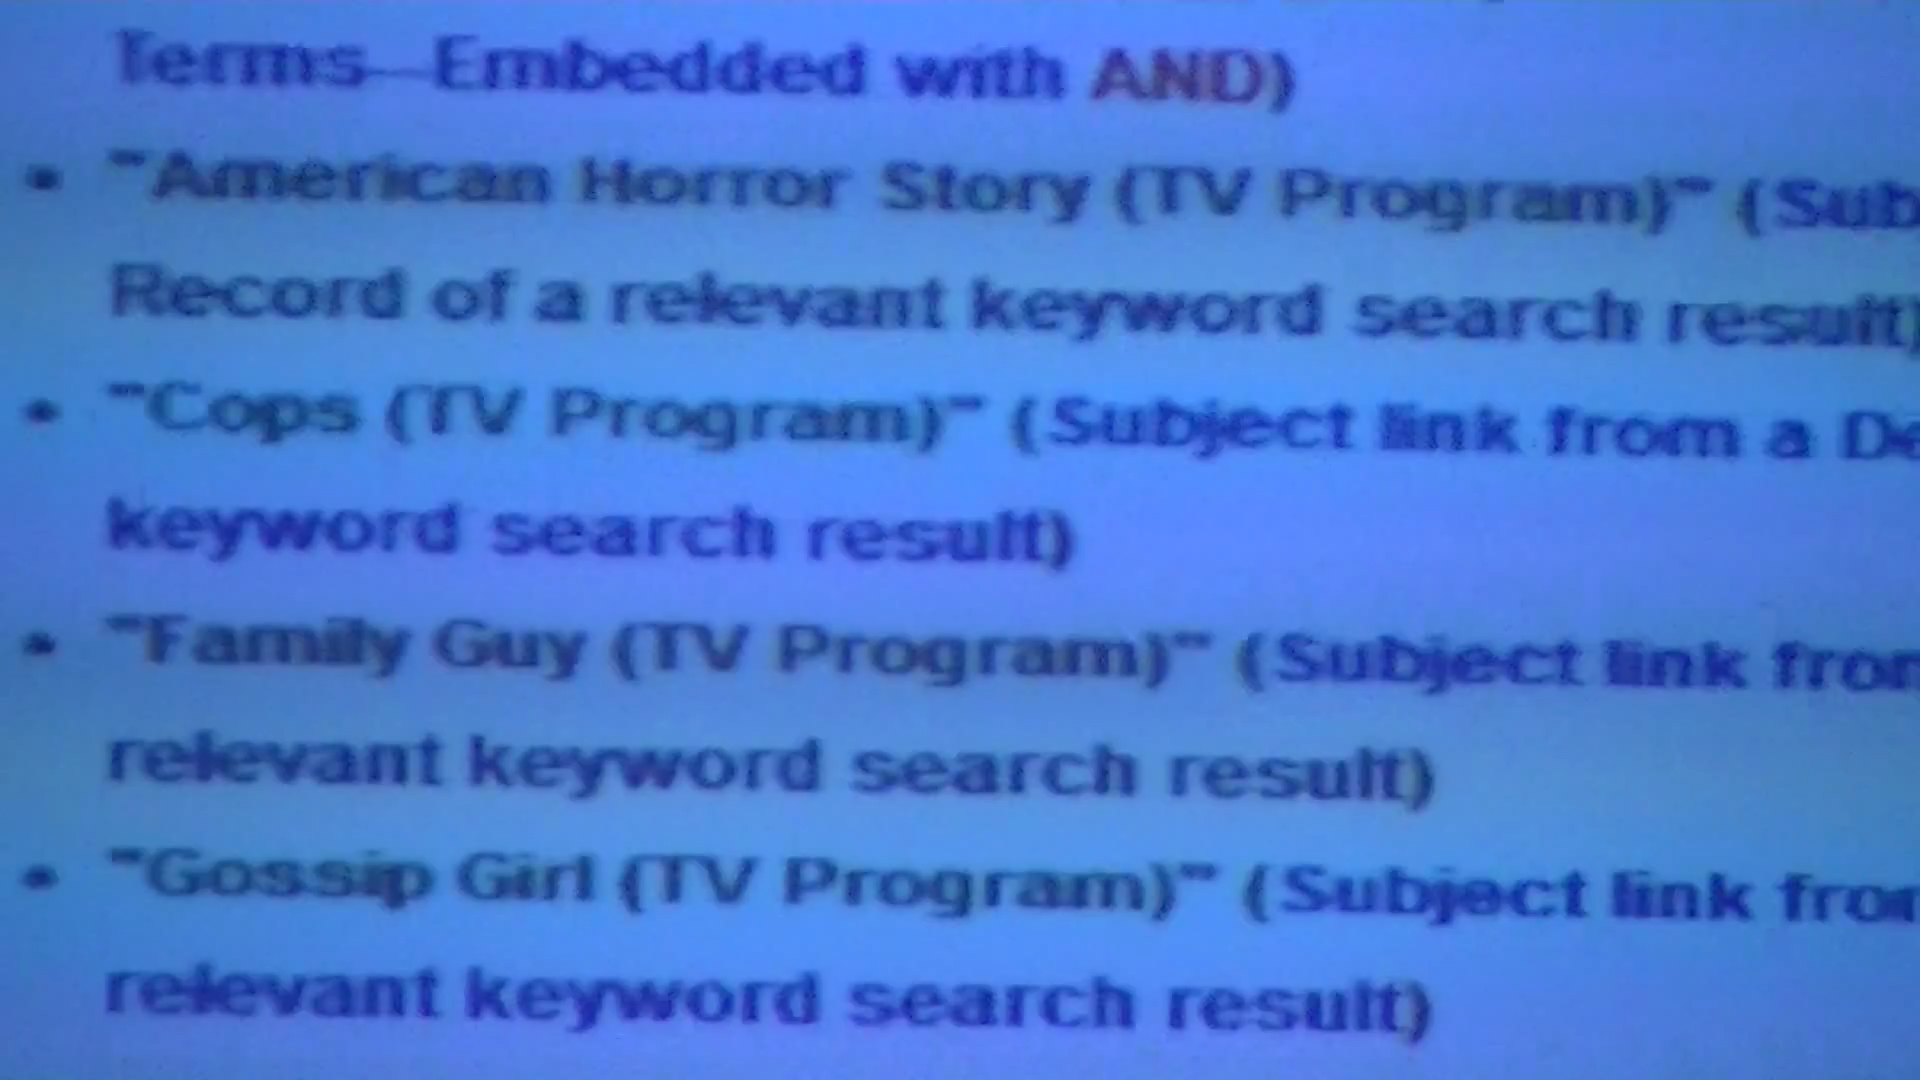 Terms--Embedded with AND)
• "American Horror Story (TV Program)" (Sub
Record of a relevant keyword search result)
• "Cops (TV Program)" (Subject link from a De
keyword search result)
• "Family Guy (TV Program)" (Subject link from
relevant keyword search result)
• "Gossip Girl (TV Program)" (Subject link from
relevant keyword search result)